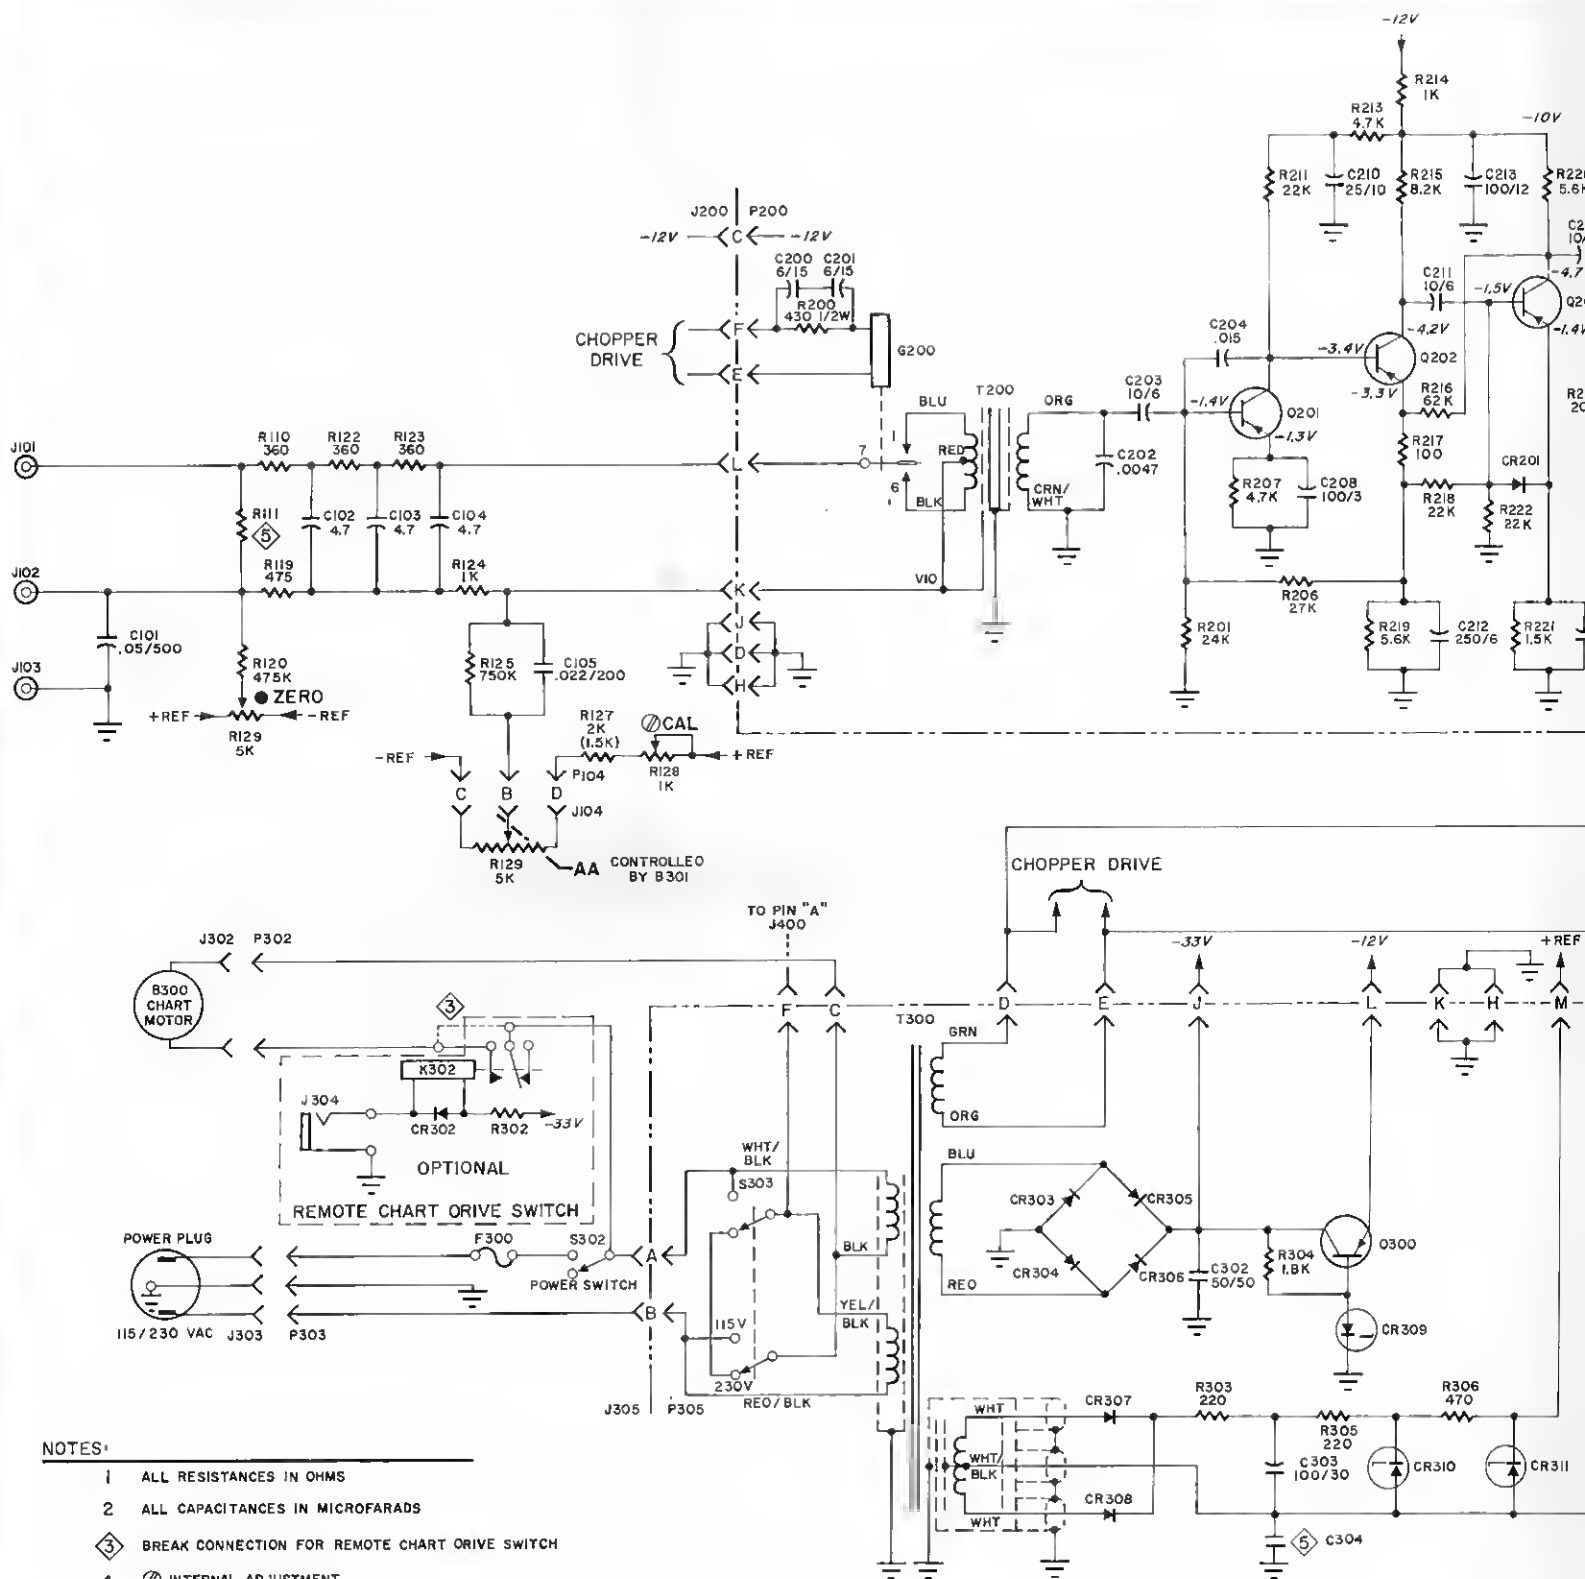 -12V
R214
1K
R213
4.7K
-10V
R211
22K
C210
25/10
R215
8.2K
C213
100/12
5.6K
J200 P200
-12V C -12V
C200 C201
6/15 6/15
R200
430 1/2W
CHOPPER
DRIVE
F
E
G200
C211
10/6
-1.5V
-4.7
-4.2V
-1.4V
C204
.015
-3.4V
Q202
-3.3V
T200
BLU
ORG
C203
10/6
-1.4V
Q201
-1.3V
R216
62K
R217
100
CR201
J101
R110
360
R122
360
R123
360
L
7
1
6
RED
BLK
C202
.0047
GRN/
WHT
R207
4.7K
C208
100/3
R218
22K
R222
22K
R111
5
C102
4.7
C103
4.7
C104
4.7
J102
R119
475
R124
1K
K
VIO
R206
27K
J
D
H
C101
.05/500
R120
475K
R125
750K
C105
.022/200
R201
24K
R219
5.6K
C212
250/6
R221
1.5K
J103
ZERO
+REF -REF
R129
5K
R127
2K
(1.5K)
CAL
-REF
+REF
R128
1K
P104
C B D
J104
R129
5K
AA CONTROLLED
BY B301
CHOPPER DRIVE
TO PIN "A"
J400
J302 P302
-33V
-12V
+REF
B300
CHART
MOTOR
3
F C
D E J L K H M
T300
GRN
K302
J304
CR302 R302 -33V
ORG
OPTIONAL
WHT/
BLK
BLU
S303
REMOTE CHART DRIVE SWITCH
CR303 CR305
POWER PLUG
F300
S302
A
BLK
POWER SWITCH
CR304
CR306
C302
50/50
R304
1.8K
Q300
RED
B
YEL/
BLK
115/230 VAC J303 P303
115V
230V
CR309
J305 P305
RED/BLK
WHT
CR307
R303
220
R306
470
R305
220
WHT/
BLK
C303
100/30
CR310
CR311
CR308
WHT
5 C304
NOTES:
1 ALL RESISTANCES IN OHMS
2 ALL CAPACITANCES IN MICROFARADS
3 BREAK CONNECTION FOR REMOTE CHART DRIVE SWITCH
INTERNAL ADJUSTMENT